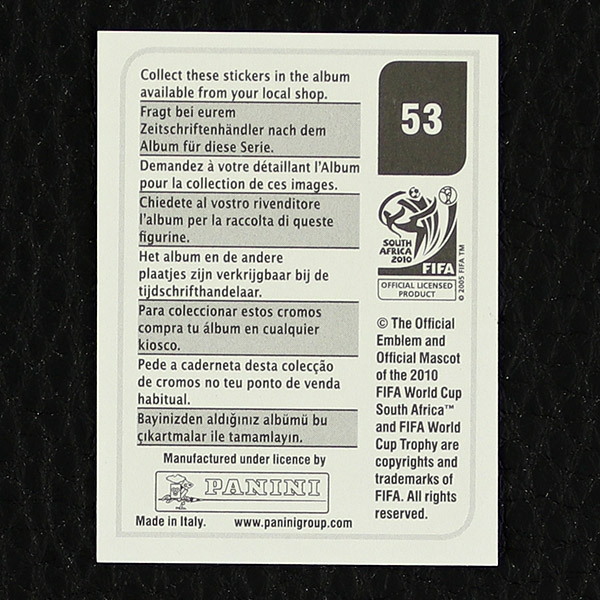 Collect these stickers in the album
available from your local shop.
Fragt bei eurem
Zeitschriftenhändler nach dem
Album für diese Serie.
Demandez à votre détaillant l'Album
pour la collection de ces images.
Chiedete al vostro rivenditore
l'album per la raccolta di queste
figurine.
Het album en de andere
plaatjes zijn verkrijgbaar bij de
tijdschrifthandelaar.
Para coleccionar estos cromos
compra tu álbum en cualquier
kiosco.
Pede a caderneta desta colecção
de cromos no teu ponto de venda
habitual.
Bayinizden aldığınız albümü bu
çıkartmalar ile tamamlayın.
Manufactured under licence by
PANINI
Made in Italy. www.paninigroup.com
53
SOUTH
AFRICA
2010
FIFA
OFFICIAL LICENSED
PRODUCT
© 2005 FIFA TM
© The Official
Emblem and
Official Mascot
of the 2010
FIFA World Cup
South Africa™
and FIFA World
Cup Trophy are
copyrights and
trademarks of
FIFA. All rights
reserved.